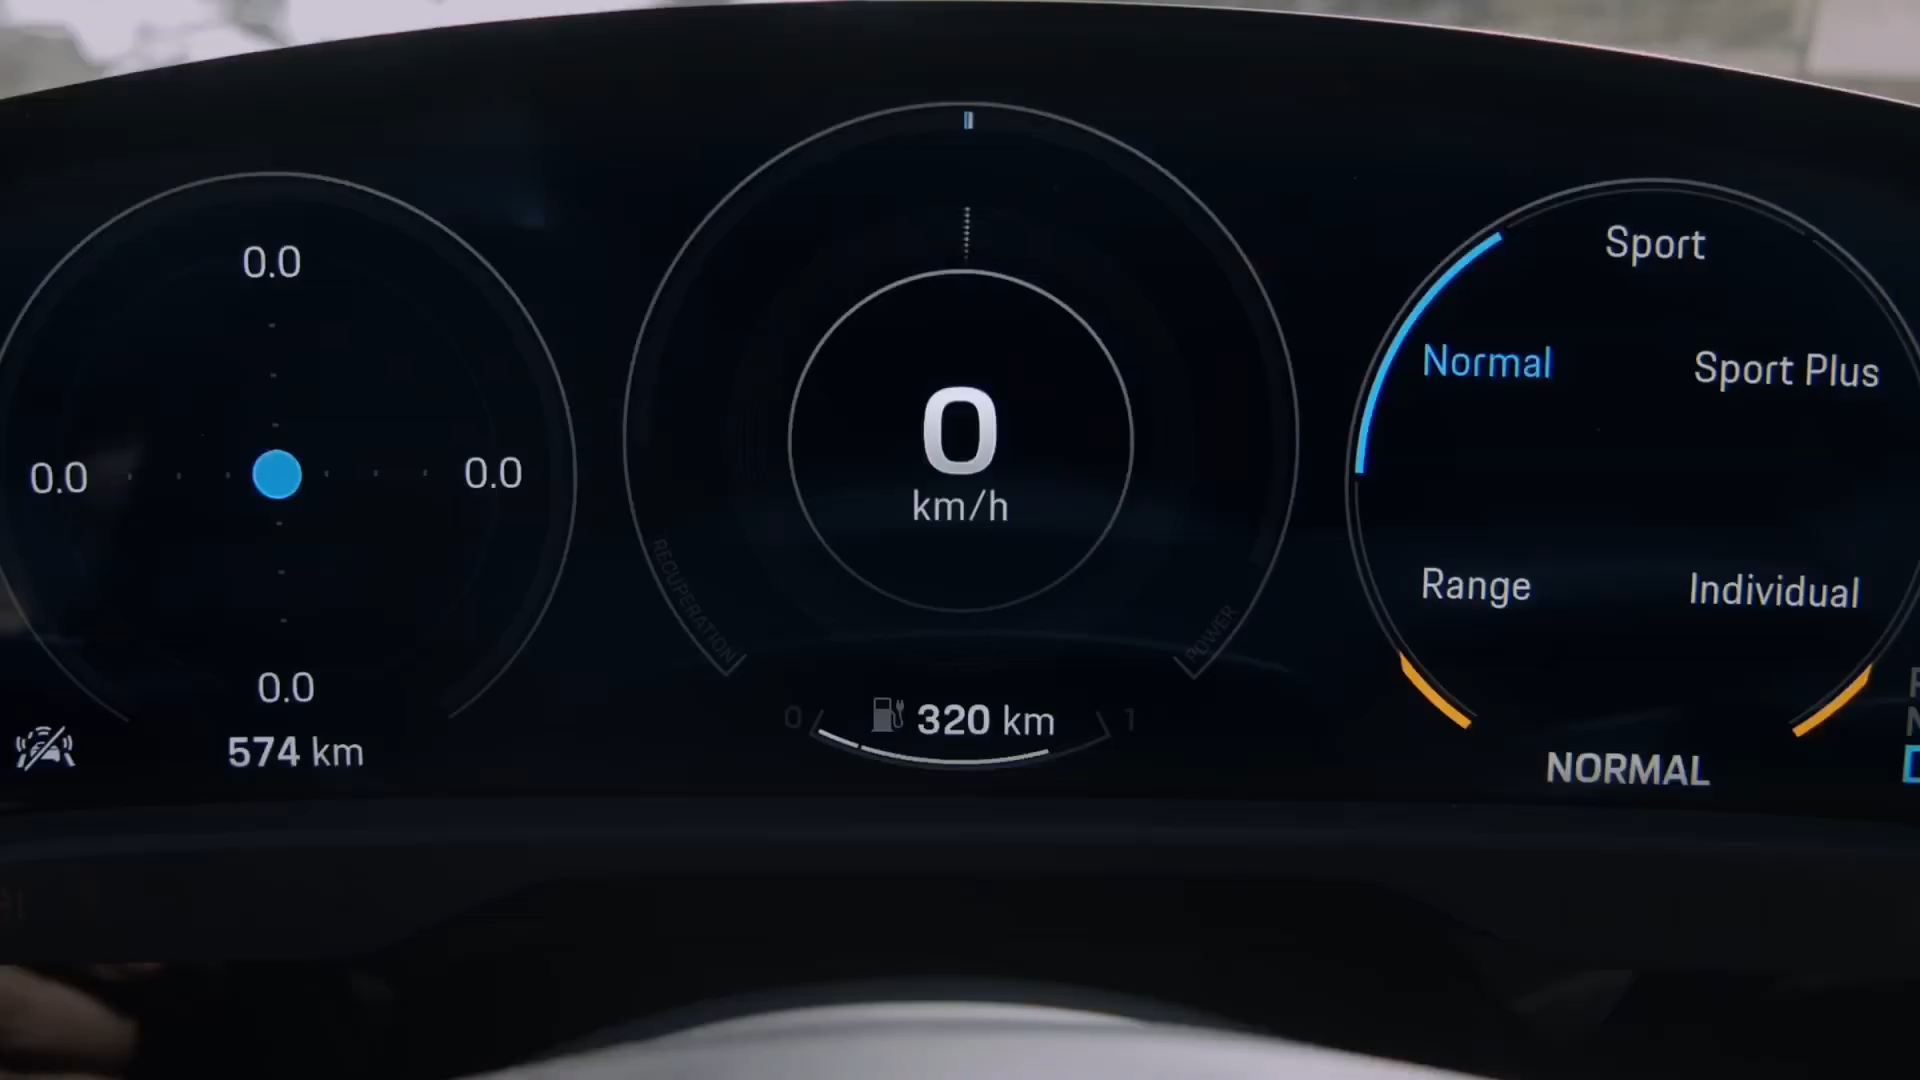 0.0
0.0
0.0
0.0
574 km
0
km/h
RECUPERATION
POWER
0
320 km
1
Sport
Normal
Sport Plus
Range
Individual
NORMAL